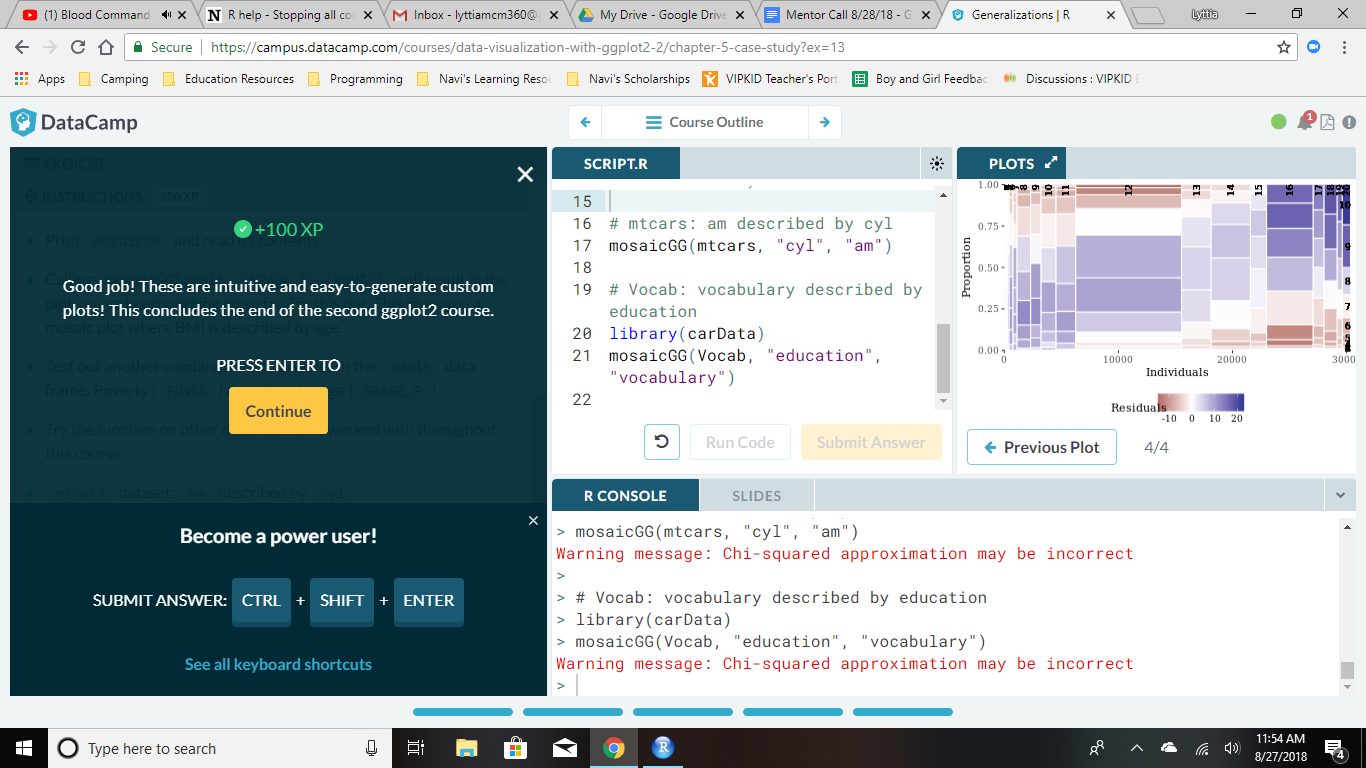 (1) Blood Command
R help - Stopping all co
Inbox - lyttiamcm360@g
My Drive - Google Drive
Mentor Call 8/28/18 - G
Generalizations | R
Lyttia
Secure
https://campus.datacamp.com/courses/data-visualization-with-ggplot2-2/chapter-5-case-study?ex=13
Apps
Camping
Education Resources
Programming
Navi's Learning Reso
Navi's Scholarships
VIPKID Teacher's Port
Boy and Girl Feedbac
Discussions : VIPKID
DataCamp
Course Outline
1
EXERCISE
INSTRUCTIONS 100 XP
+100 XP
Good job! These are intuitive and easy-to-generate custom
plots! This concludes the end of the second ggplot2 course.
PRESS ENTER TO
Continue
Become a power user!
SUBMIT ANSWER: CTRL + SHIFT + ENTER
See all keyboard shortcuts
SCRIPT.R
15
16 # mtcars: am described by cyl
17 mosaicGG(mtcars, "cyl", "am")
18
19 # Vocab: vocabulary described by
education
20 library(carData)
21 mosaicGG(Vocab, "education",
"vocabulary")
22
Run Code
Submit Answer
PLOTS
1.00
0.75
0.50
0.25
0.00
Proportion
8 9 10 11 12 13 14 15 16 17 18 19 20
10
9
8
7
6
5
0 10000 20000 3000
Individuals
Residuals
-10 0 10 20
Previous Plot
4/4
R CONSOLE
SLIDES
> mosaicGG(mtcars, "cyl", "am")
Warning message: Chi-squared approximation may be incorrect
>
> # Vocab: vocabulary described by education
> library(carData)
> mosaicGG(Vocab, "education", "vocabulary")
Warning message: Chi-squared approximation may be incorrect
>
Type here to search
11:54 AM
8/27/2018
4